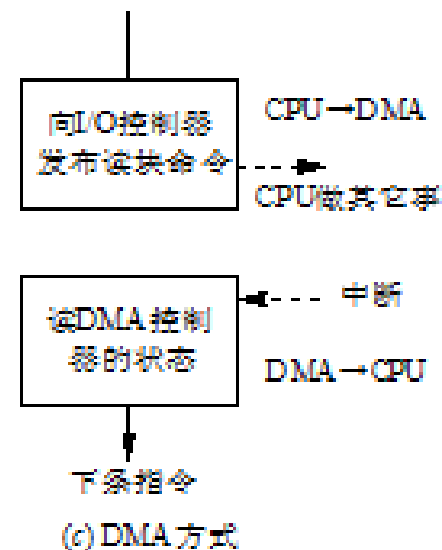 向I/O控制器
发布读块命令
CPU→DMA
CPU做其它事
读DMA控制
器的状态
中断
DMA→CPU
下条指令
(c) DMA方式